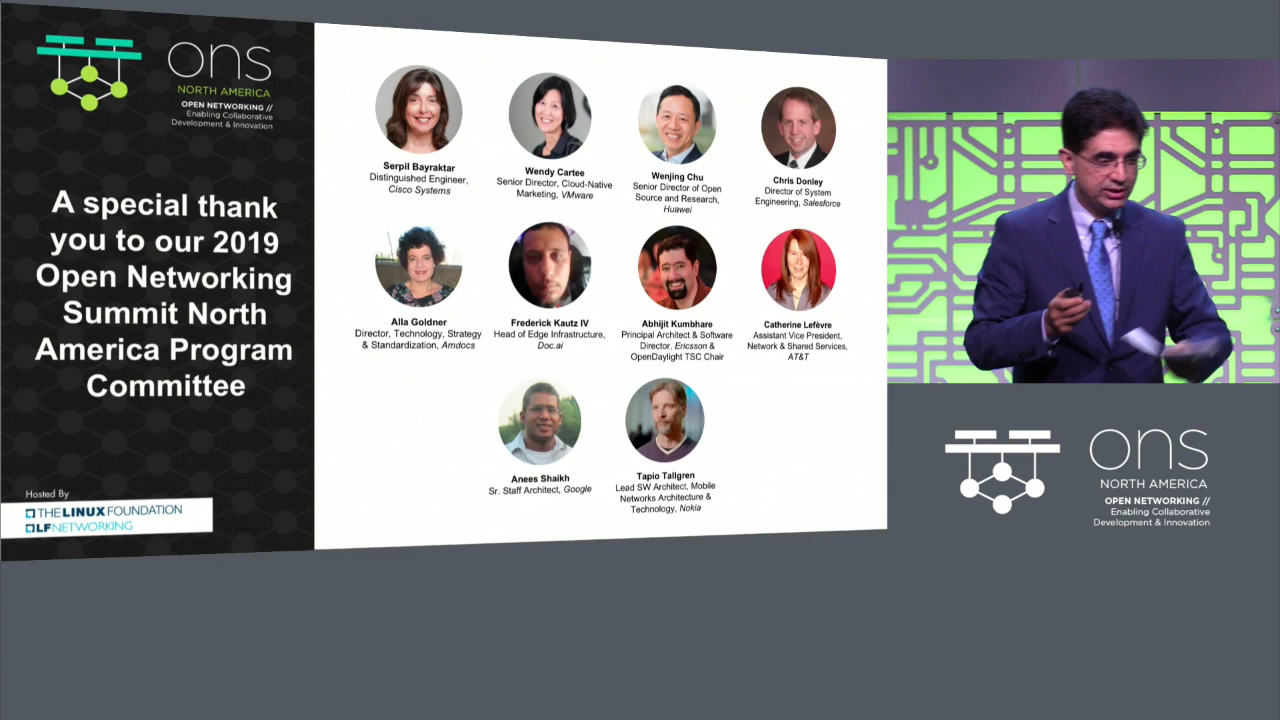 ons
NORTH AMERICA
OPEN NETWORKING //
Enabling Collaborative
Development & Innovation
A special thank
you to our 2019
Open Networking
Summit North
America Program
Committee
Hosted By
THE LINUX FOUNDATION
LF NETWORKING
Serpil Bayraktar
Distinguished Engineer,
Cisco Systems
Wendy Cartee
Senior Director, Cloud-Native
Marketing, VMware
Wenjing Chu
Senior Director of Open
Source and Research,
Huawei
Chris Donley
Director of System
Engineering, Salesforce
Alla Goldner
Director, Technology, Strategy
& Standardization, Amdocs
Frederick Kautz IV
Head of Edge Infrastructure,
Doc.ai
Abhijit Kumbhare
Principal Architect & Software
Director, Ericsson &
OpenDaylight TSC Chair
Catherine Lefèvre
Assistant Vice President,
Network & Shared Services,
AT&T
Anees Shaikh
Sr. Staff Architect, Google
Tapio Tallgren
Lead SW Architect, Mobile
Networks Architecture &
Technology, Nokia
ons
NORTH AMERICA
OPEN NETWORKING //
Enabling Collaborative
Development & Innovation